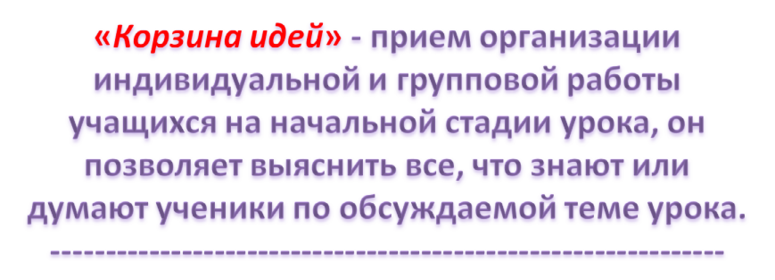 «Корзина идей» - прием организации
индивидуальной и групповой работы
учащихся на начальной стадии урока, он
позволяет выяснить все, что знают или
думают ученики по обсуждаемой теме урока.
------------------------------------------------------------